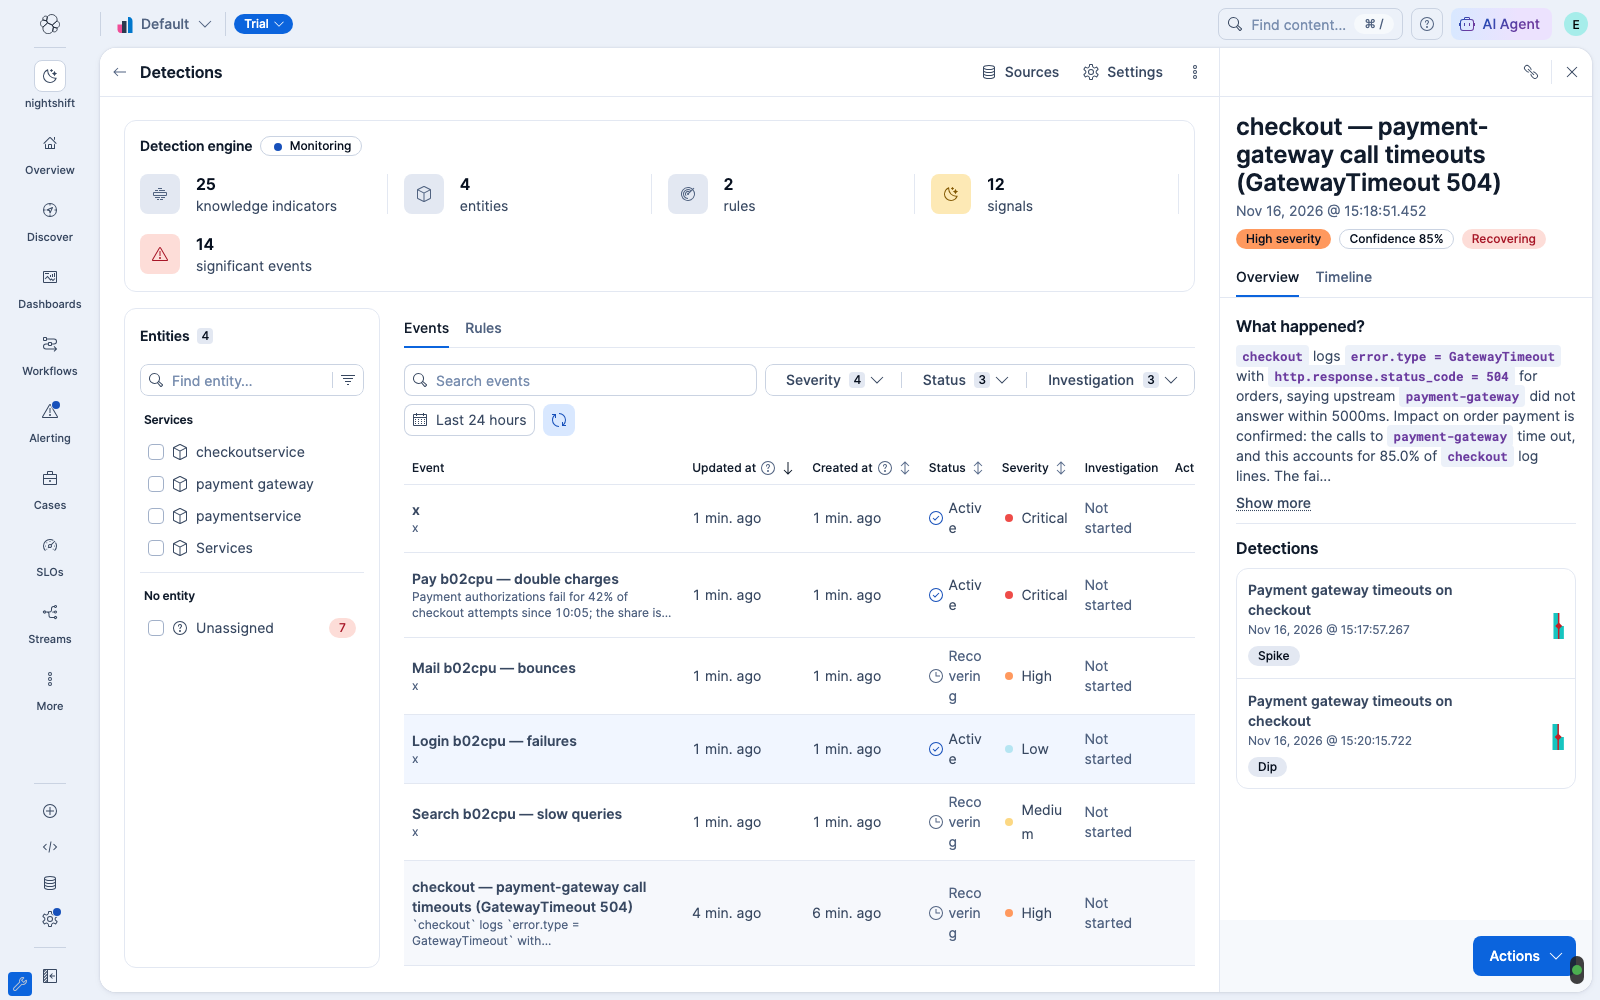 Default
Trial
Find content...
⌘ /
AI Agent
E
nightshift
Overview
Discover
Dashboards
Workflows
Alerting
Cases
SLOs
Streams
More
Detections
Sources
Settings
Detection engine
Monitoring
25
knowledge indicators
4
entities
2
rules
12
signals
14
significant events
Entities 4
Find entity...
Services
checkoutservice
payment gateway
paymentservice
Services
No entity
Unassigned 7
Events Rules
Search events
Severity 4
Status 3
Investigation 3
Last 24 hours
Event Updated at Created at Status Severity Investigation Act
x
x
1 min. ago 1 min. ago
Activ
e
Critical
Not
started
Pay b02cpu — double charges
Payment authorizations fail for 42% of
checkout attempts since 10:05; the share is...
1 min. ago 1 min. ago
Activ
e
Critical
Not
started
Mail b02cpu — bounces
x
1 min. ago 1 min. ago
Reco
verin
g
High
Not
started
Login b02cpu — failures
x
1 min. ago 1 min. ago
Activ
e
Low
Not
started
Search b02cpu — slow queries
x
1 min. ago 1 min. ago
Reco
verin
g
Mediu
m
Not
started
checkout — payment-gateway call
timeouts (GatewayTimeout 504)
`checkout` logs `error.type =
GatewayTimeout` with...
4 min. ago 6 min. ago
Reco
verin
g
High
Not
started
checkout — payment-
gateway call timeouts
(GatewayTimeout 504)
Nov 16, 2026 @ 15:18:51.452
High severity Confidence 85% Recovering
Overview Timeline
What happened?
checkout logs error.type = GatewayTimeout
with http.response.status_code = 504 for
orders, saying upstream payment-gateway did not
answer within 5000ms. Impact on order payment is
confirmed: the calls to payment-gateway time out,
and this accounts for 85.0% of checkout log
lines. The fai...
Show more
Detections
Payment gateway timeouts on
checkout
Nov 16, 2026 @ 15:17:57.267
Spike
Payment gateway timeouts on
checkout
Nov 16, 2026 @ 15:20:15.722
Dip
Actions